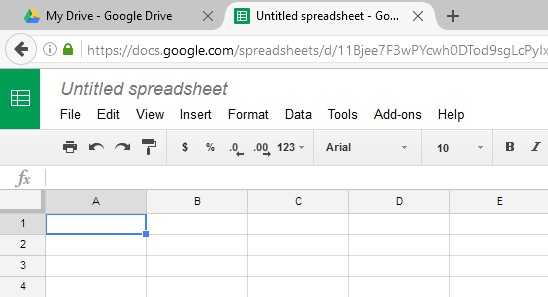 My Drive - Google Drive Untitled spreadsheet - Go...
https://docs.google.com/spreadsheets/d/11Bjee7F3wPYcwh0DTod9sgLcPyIx
Untitled spreadsheet
File Edit View Insert Format Data Tools Add-ons Help
$ % .0 .00 123 Arial 10 B I
fx
A B C D E
1
2
3
4